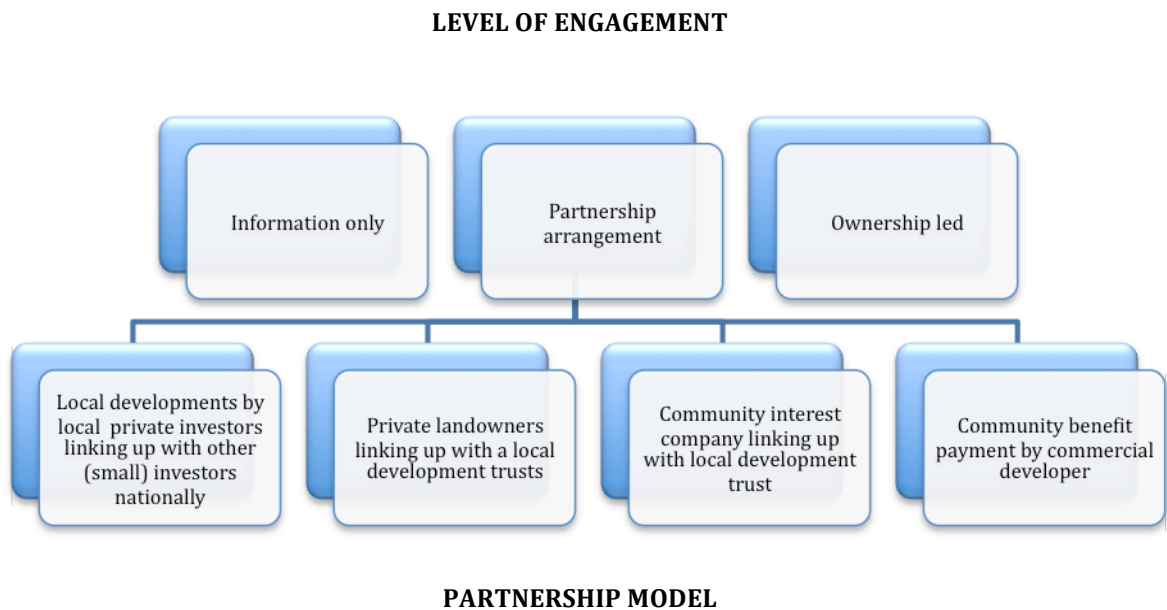 LEVEL OF ENGAGEMENT
Information only
Partnership
arrangement
Ownership led
Local developments by
local private investors
linking up with other
(small) investors
nationally
Private landowners
linking up with a local
development trusts
Community interest
company linking up
with local development
trust
Community benefit
payment by commercial
developer
PARTNERSHIP MODEL